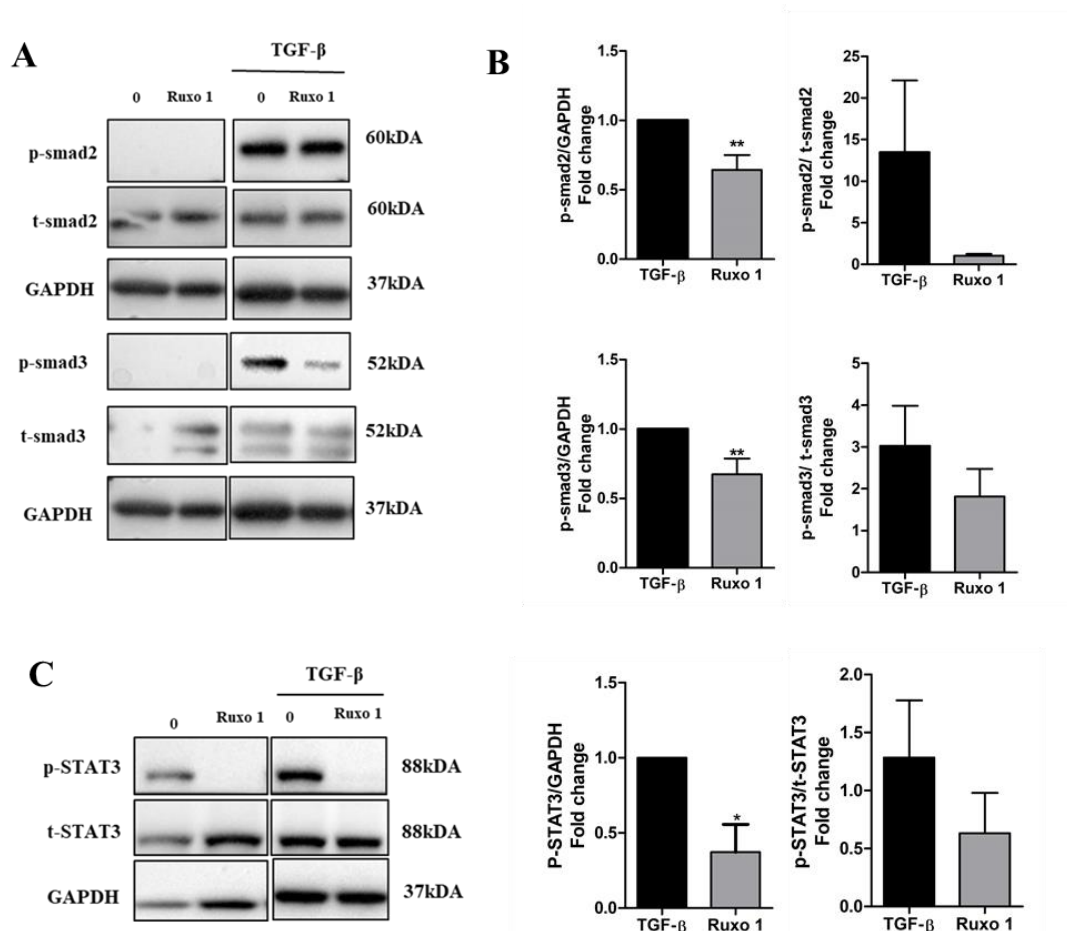 A
TGF-β
0 Ruxo 1 0 Ruxo 1
p-smad2 60kDA
t-smad2 60kDA
GAPDH 37kDA
p-smad3 52kDA
t-smad3 52kDA
GAPDH 37kDA
B
p-smad2/GAPDH
Fold change
1.5
1.0
0.5
0.0
**
TGF-β Ruxo 1
p-smad2/ t-smad2
Fold change
25
20
15
10
5
0
TGF-β Ruxo 1
p-smad3/GAPDH
Fold change
1.5
1.0
0.5
0.0
**
TGF-β Ruxo 1
p-smad3/ t-smad3
Fold change
5
4
3
2
1
0
TGF-β Ruxo 1
C
TGF-β
0 Ruxo 1 0 Ruxo 1
p-STAT3 88kDA
t-STAT3 88kDA
GAPDH 37kDA
P-STAT3/GAPDH
Fold change
1.5
1.0
0.5
0.0
*
TGF-β Ruxo 1
p-STAT3/t-STAT3
Fold change
2.0
1.5
1.0
0.5
0.0
TGF-β Ruxo 1